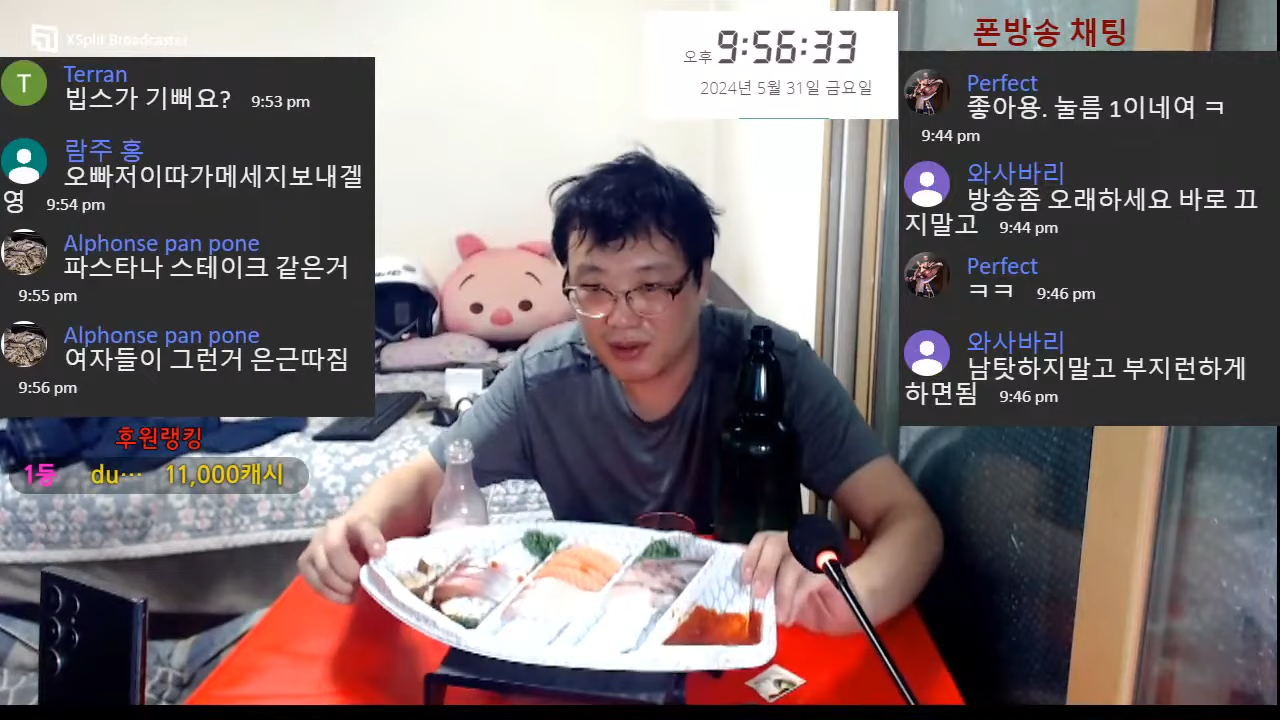 XSplit Broadcaster
T
Terran
빕스가 기뻐요? 9:53 pm
람주 홍
오빠저이따가메세지보내겔
영 9:54 pm
Alphonse pan pone
파스타나 스테이크 같은거
9:55 pm
Alphonse pan pone
여자들이 그런거 은근따짐
9:56 pm
후원랭킹
1등 du… 11,000캐시
오후 9:56:33
2024년 5월 31일 금요일
폰방송 채팅
Perfect
좋아용. 눌름 1이네여 ㅋ
9:44 pm
와사바리
방송좀 오래하세요 바로 끄
지말고 9:44 pm
Perfect
ㅋㅋ 9:46 pm
와사바리
남탓하지말고 부지런하게
하면됨 9:46 pm